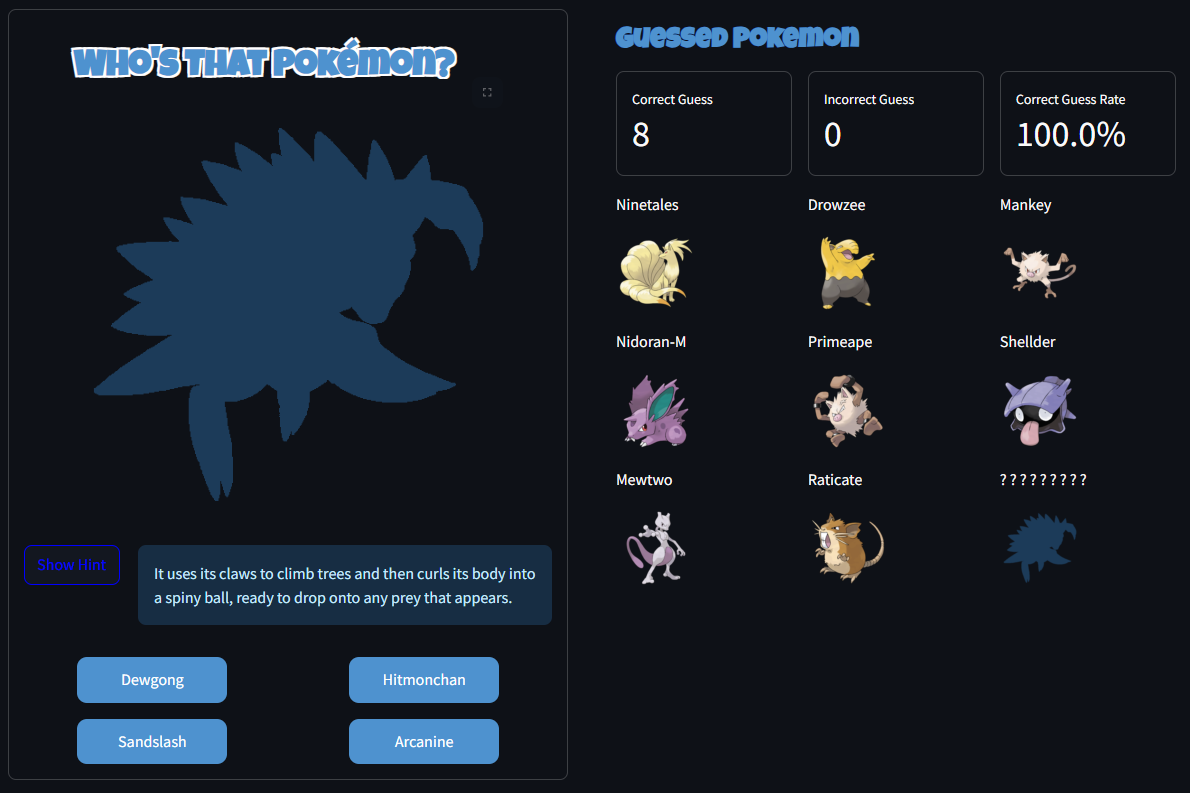 WHO'S THAT POKéMON?
Show Hint
It uses its claws to climb trees and then curls its body into
a spiny ball, ready to drop onto any prey that appears.
Dewgong
Hitmonchan
Sandslash
Arcanine
GUESSED POKEMON
Correct Guess
8
Incorrect Guess
0
Correct Guess Rate
100.0%
Ninetales
Drowzee
Mankey
Nidoran-M
Primeape
Shellder
Mewtwo
Raticate
? ? ? ? ? ? ? ? ?